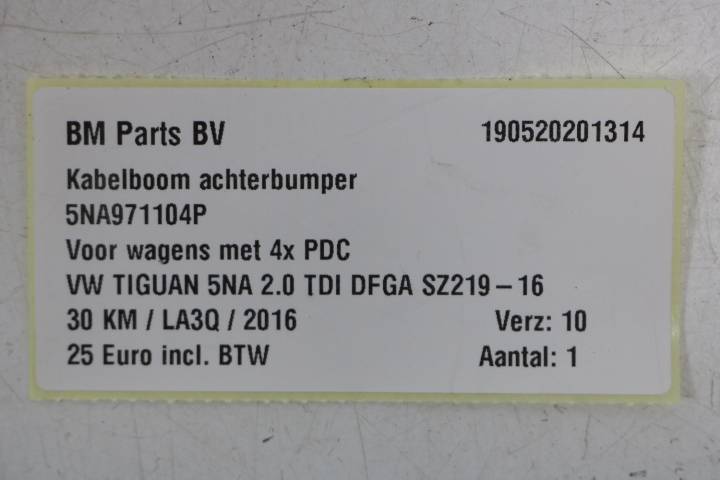 BM Parts BV 190520201314
Kabelboom achterbumper
5NA971104P
Voor wagens met 4x PDC
VW TIGUAN 5NA 2.0 TDI DFGA SZ219 – 16
30 KM / LA3Q / 2016 Verz: 10
25 Euro incl. BTW Aantal: 1